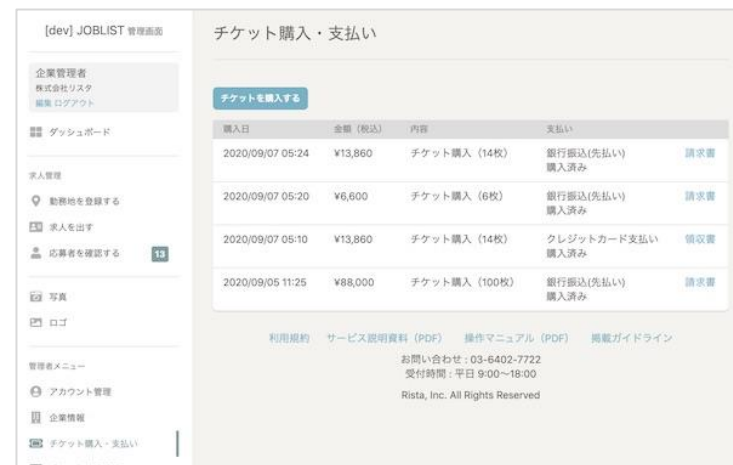 [dev] JOBLIST 管理画面
企業管理者
株式会社リスタ
編集 ログアウト
ダッシュボード
求人管理
勤務地を登録する
求人を出す
応募者を確認する 13
写真
ロゴ
管理者メニュー
アカウント管理
企業情報
チケット購入・支払い
チケット購入・支払い
チケットを購入する
購入日 金額（税込） 内容 支払い
2020/09/07 05:24 ¥13,860 チケット購入（14枚） 銀行振込(先払い) 請求書
購入済み
2020/09/07 05:20 ¥6,600 チケット購入（6枚） 銀行振込(先払い) 請求書
購入済み
2020/09/07 05:10 ¥13,860 チケット購入（14枚） クレジットカード支払い 領収書
購入済み
2020/09/05 11:25 ¥88,000 チケット購入（100枚） 銀行振込(先払い) 請求書
購入済み
利用規約 サービス説明資料（PDF） 操作マニュアル（PDF） 掲載ガイドライン
お問い合わせ : 03-6402-7722
受付時間 : 平日 9:00〜18:00
Rista, Inc. All Rights Reserved